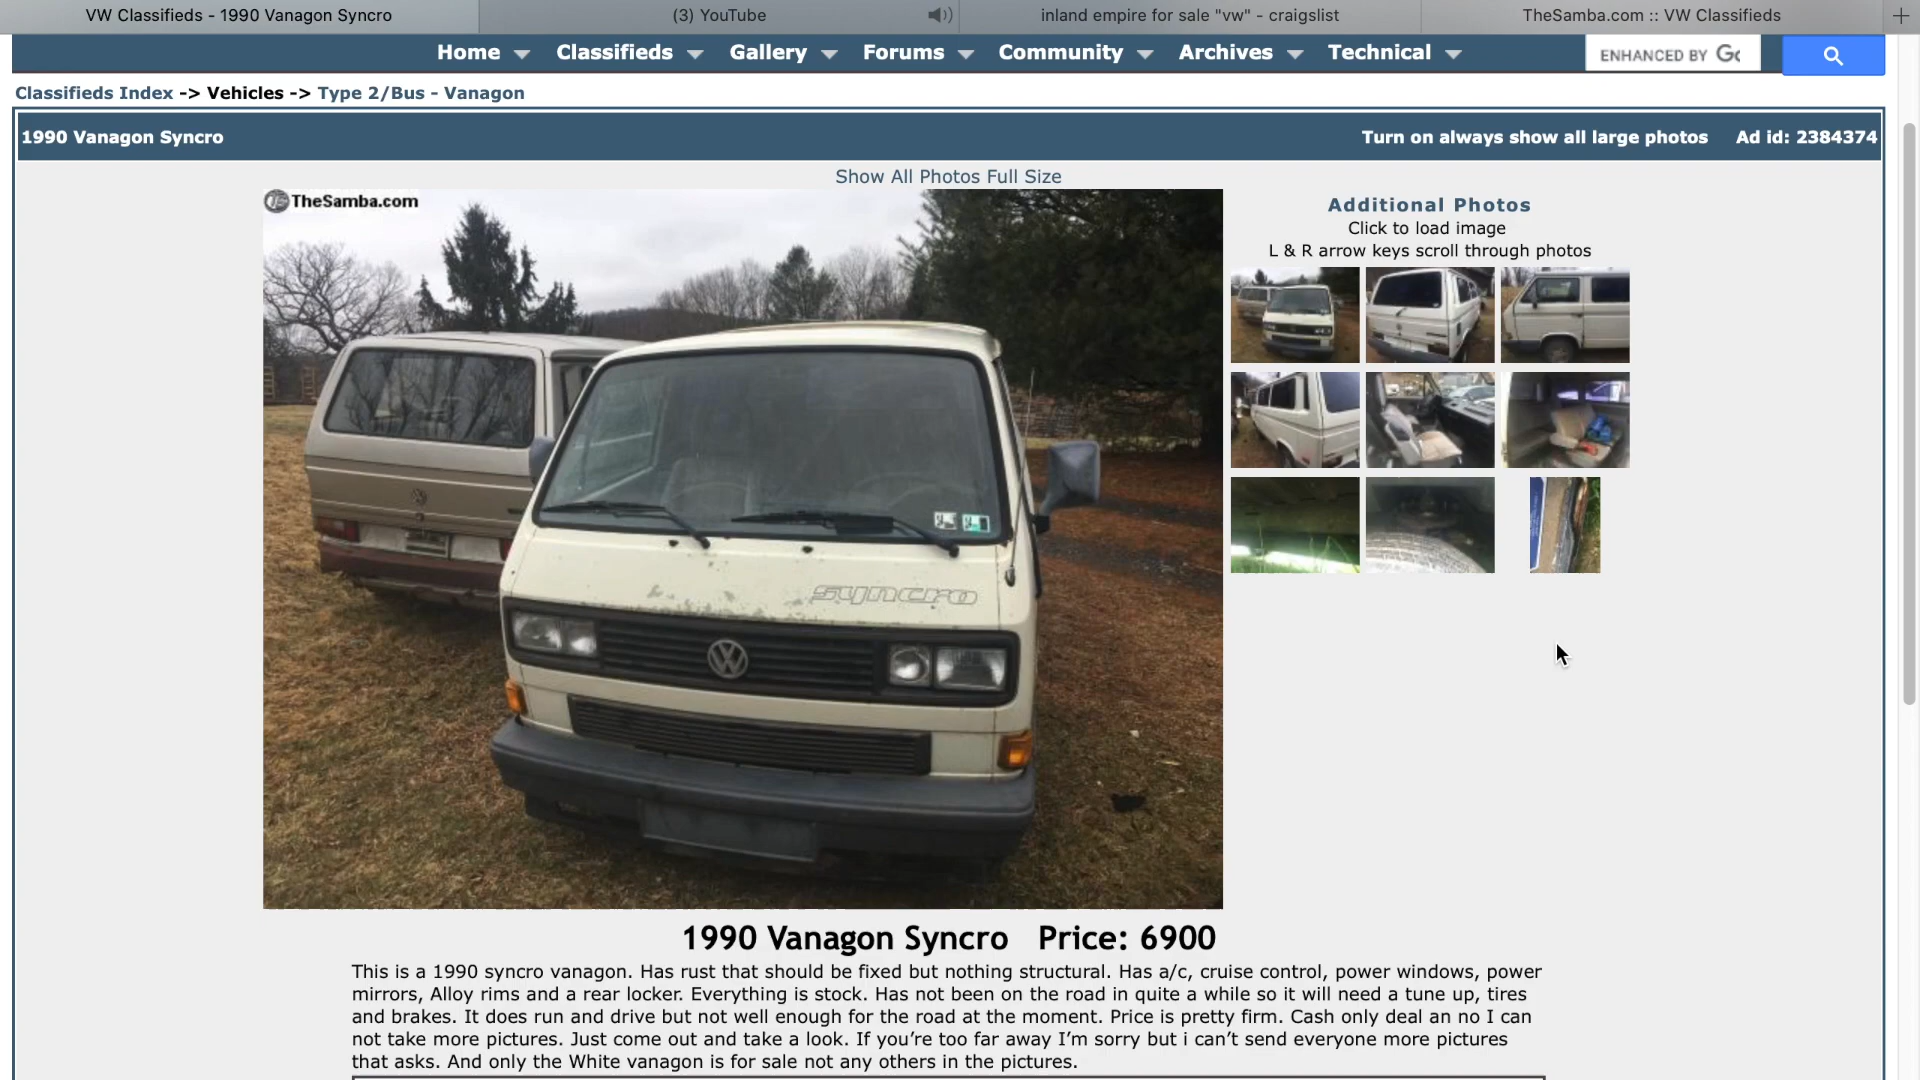 VW Classifieds - 1990 Vanagon Syncro
(3) YouTube
inland empire for sale "vw" - craigslist
TheSamba.com :: VW Classifieds
Home
Classifieds
Gallery
Forums
Community
Archives
Technical
ENHANCED BY
Classifieds Index -> Vehicles -> Type 2/Bus - Vanagon
1990 Vanagon Syncro
Turn on always show all large photos
Ad id: 2384374
Show All Photos Full Size
TheSamba.com
syncro
Additional Photos
Click to load image
L & R arrow keys scroll through photos
1990 Vanagon Syncro Price: 6900
This is a 1990 syncro vanagon. Has rust that should be fixed but nothing structural. Has a/c, cruise control, power windows, power
mirrors, Alloy rims and a rear locker. Everything is stock. Has not been on the road in quite a while so it will need a tune up, tires
and brakes. It does run and drive but not well enough for the road at the moment. Price is pretty firm. Cash only deal an no I can
not take more pictures. Just come out and take a look. If you’re too far away I’m sorry but i can’t send everyone more pictures
that asks. And only the White vanagon is for sale not any others in the pictures.